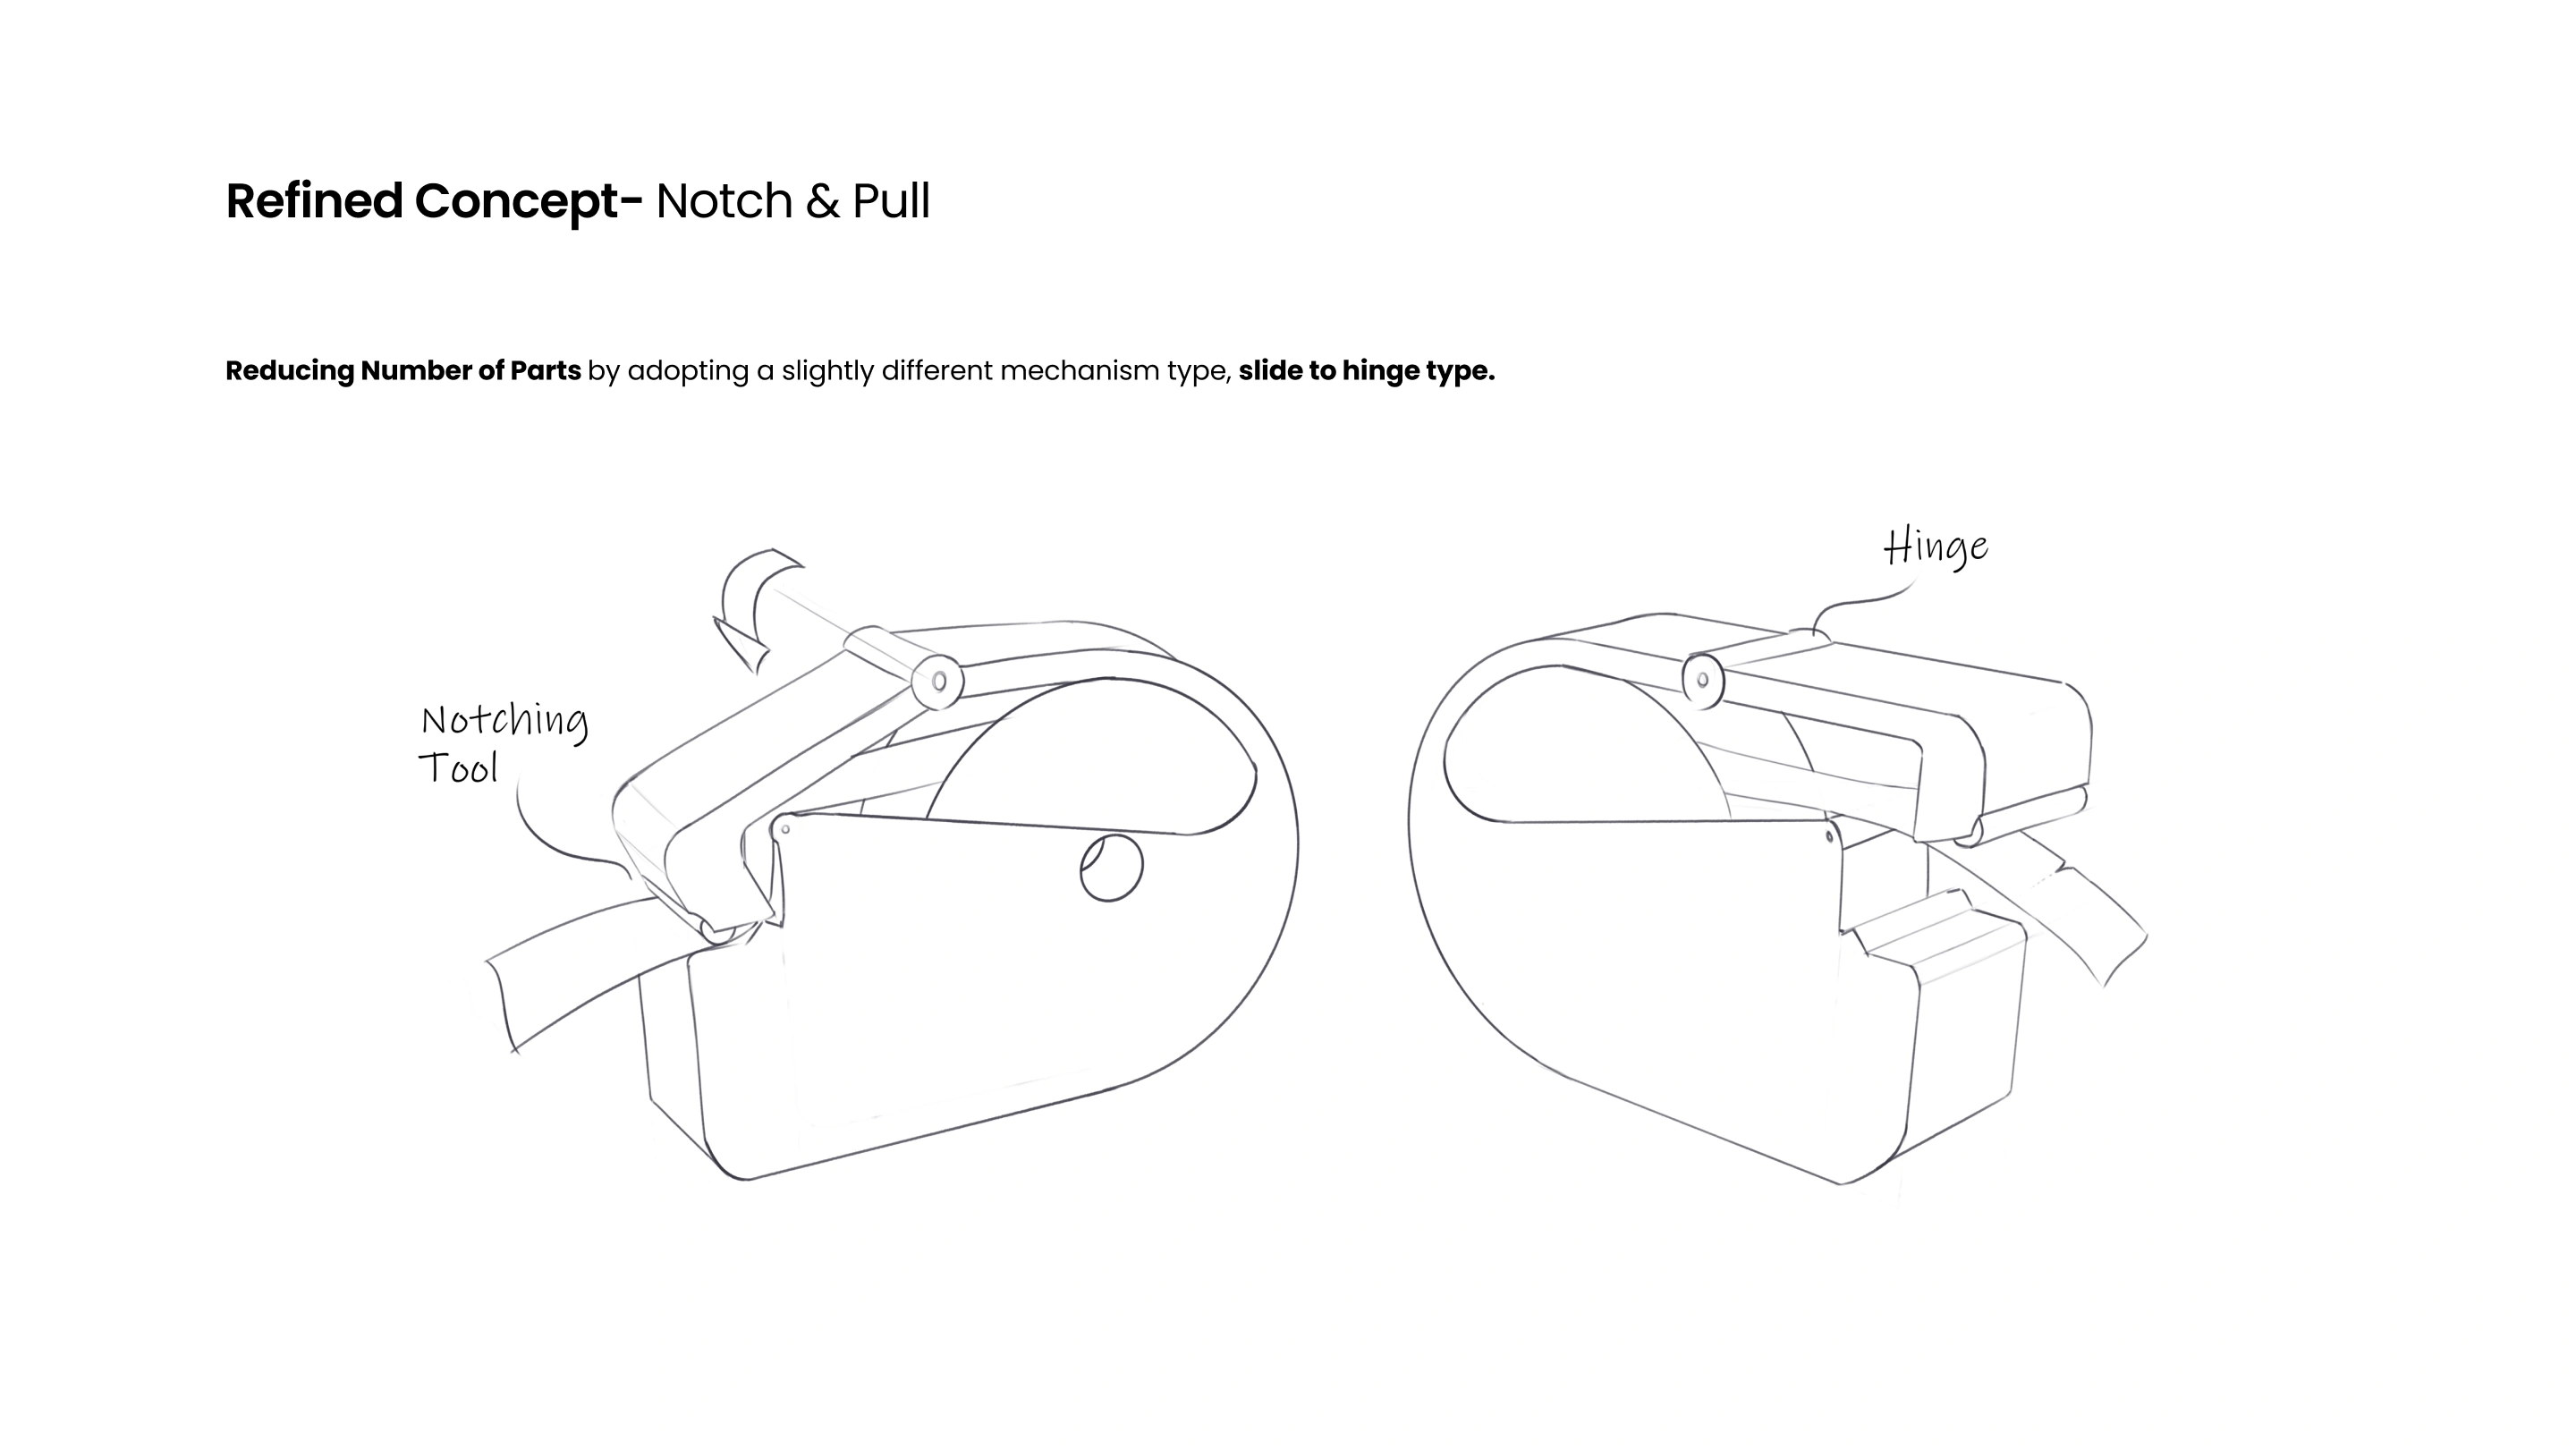 Refined Concept- Notch & Pull
Reducing Number of Parts by adopting a slightly different mechanism type, slide to hinge type.
Hinge
Notching
Tool